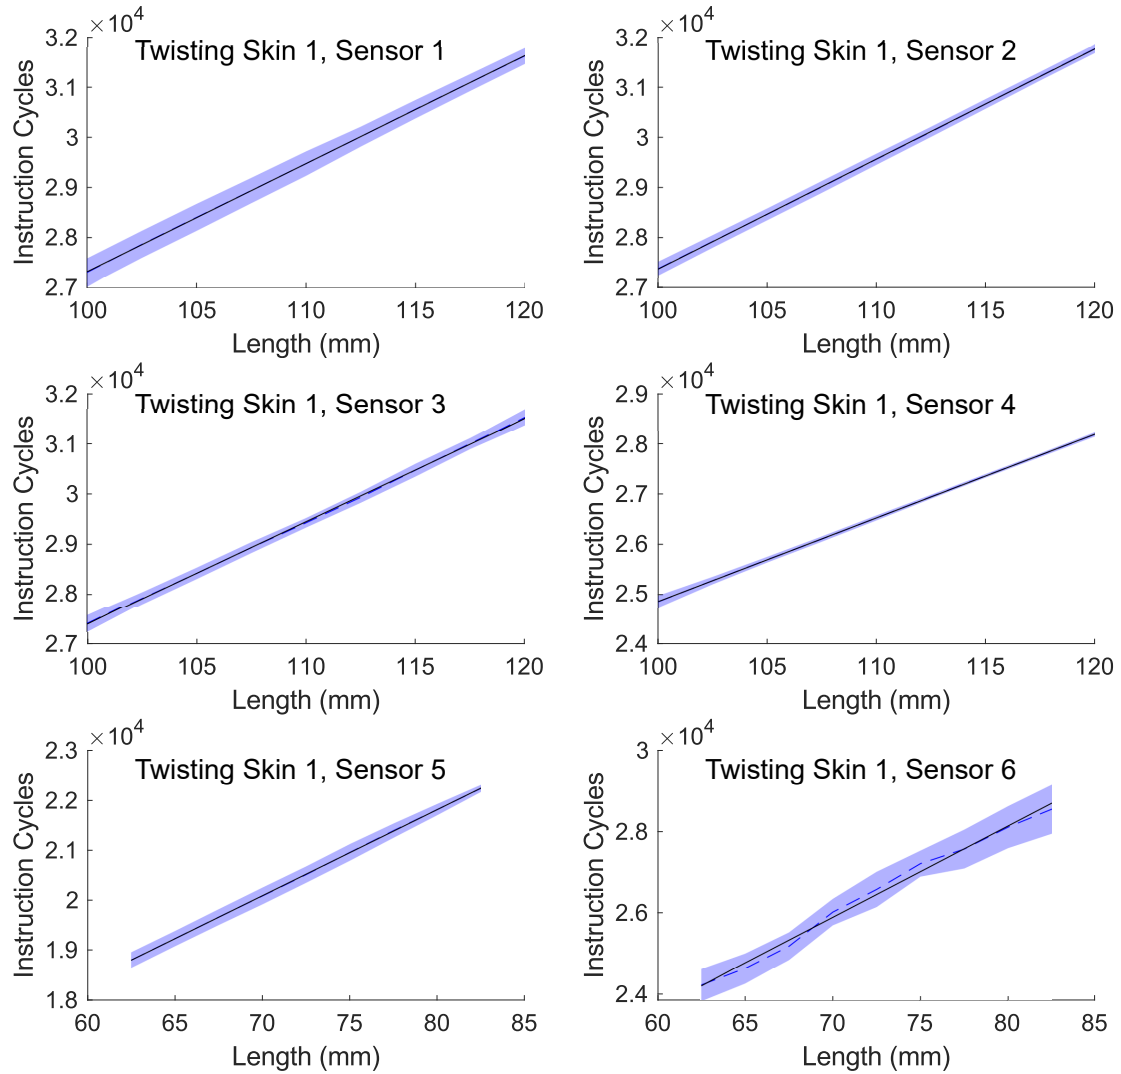 ×10⁴
Twisting Skin 1, Sensor 1
3.2
3.1
3
2.9
2.8
2.7
Instruction Cycles
100 105 110 115 120
Length (mm)
×10⁴
Twisting Skin 1, Sensor 2
3.2
3.1
3
2.9
2.8
2.7
Instruction Cycles
100 105 110 115 120
Length (mm)
×10⁴
Twisting Skin 1, Sensor 3
3.2
3.1
3
2.9
2.8
2.7
Instruction Cycles
100 105 110 115 120
Length (mm)
×10⁴
Twisting Skin 1, Sensor 4
2.9
2.8
2.7
2.6
2.5
2.4
Instruction Cycles
100 105 110 115 120
Length (mm)
×10⁴
Twisting Skin 1, Sensor 5
2.3
2.2
2.1
2
1.9
1.8
Instruction Cycles
60 65 70 75 80 85
Length (mm)
×10⁴
Twisting Skin 1, Sensor 6
3
2.8
2.6
2.4
Instruction Cycles
60 65 70 75 80 85
Length (mm)